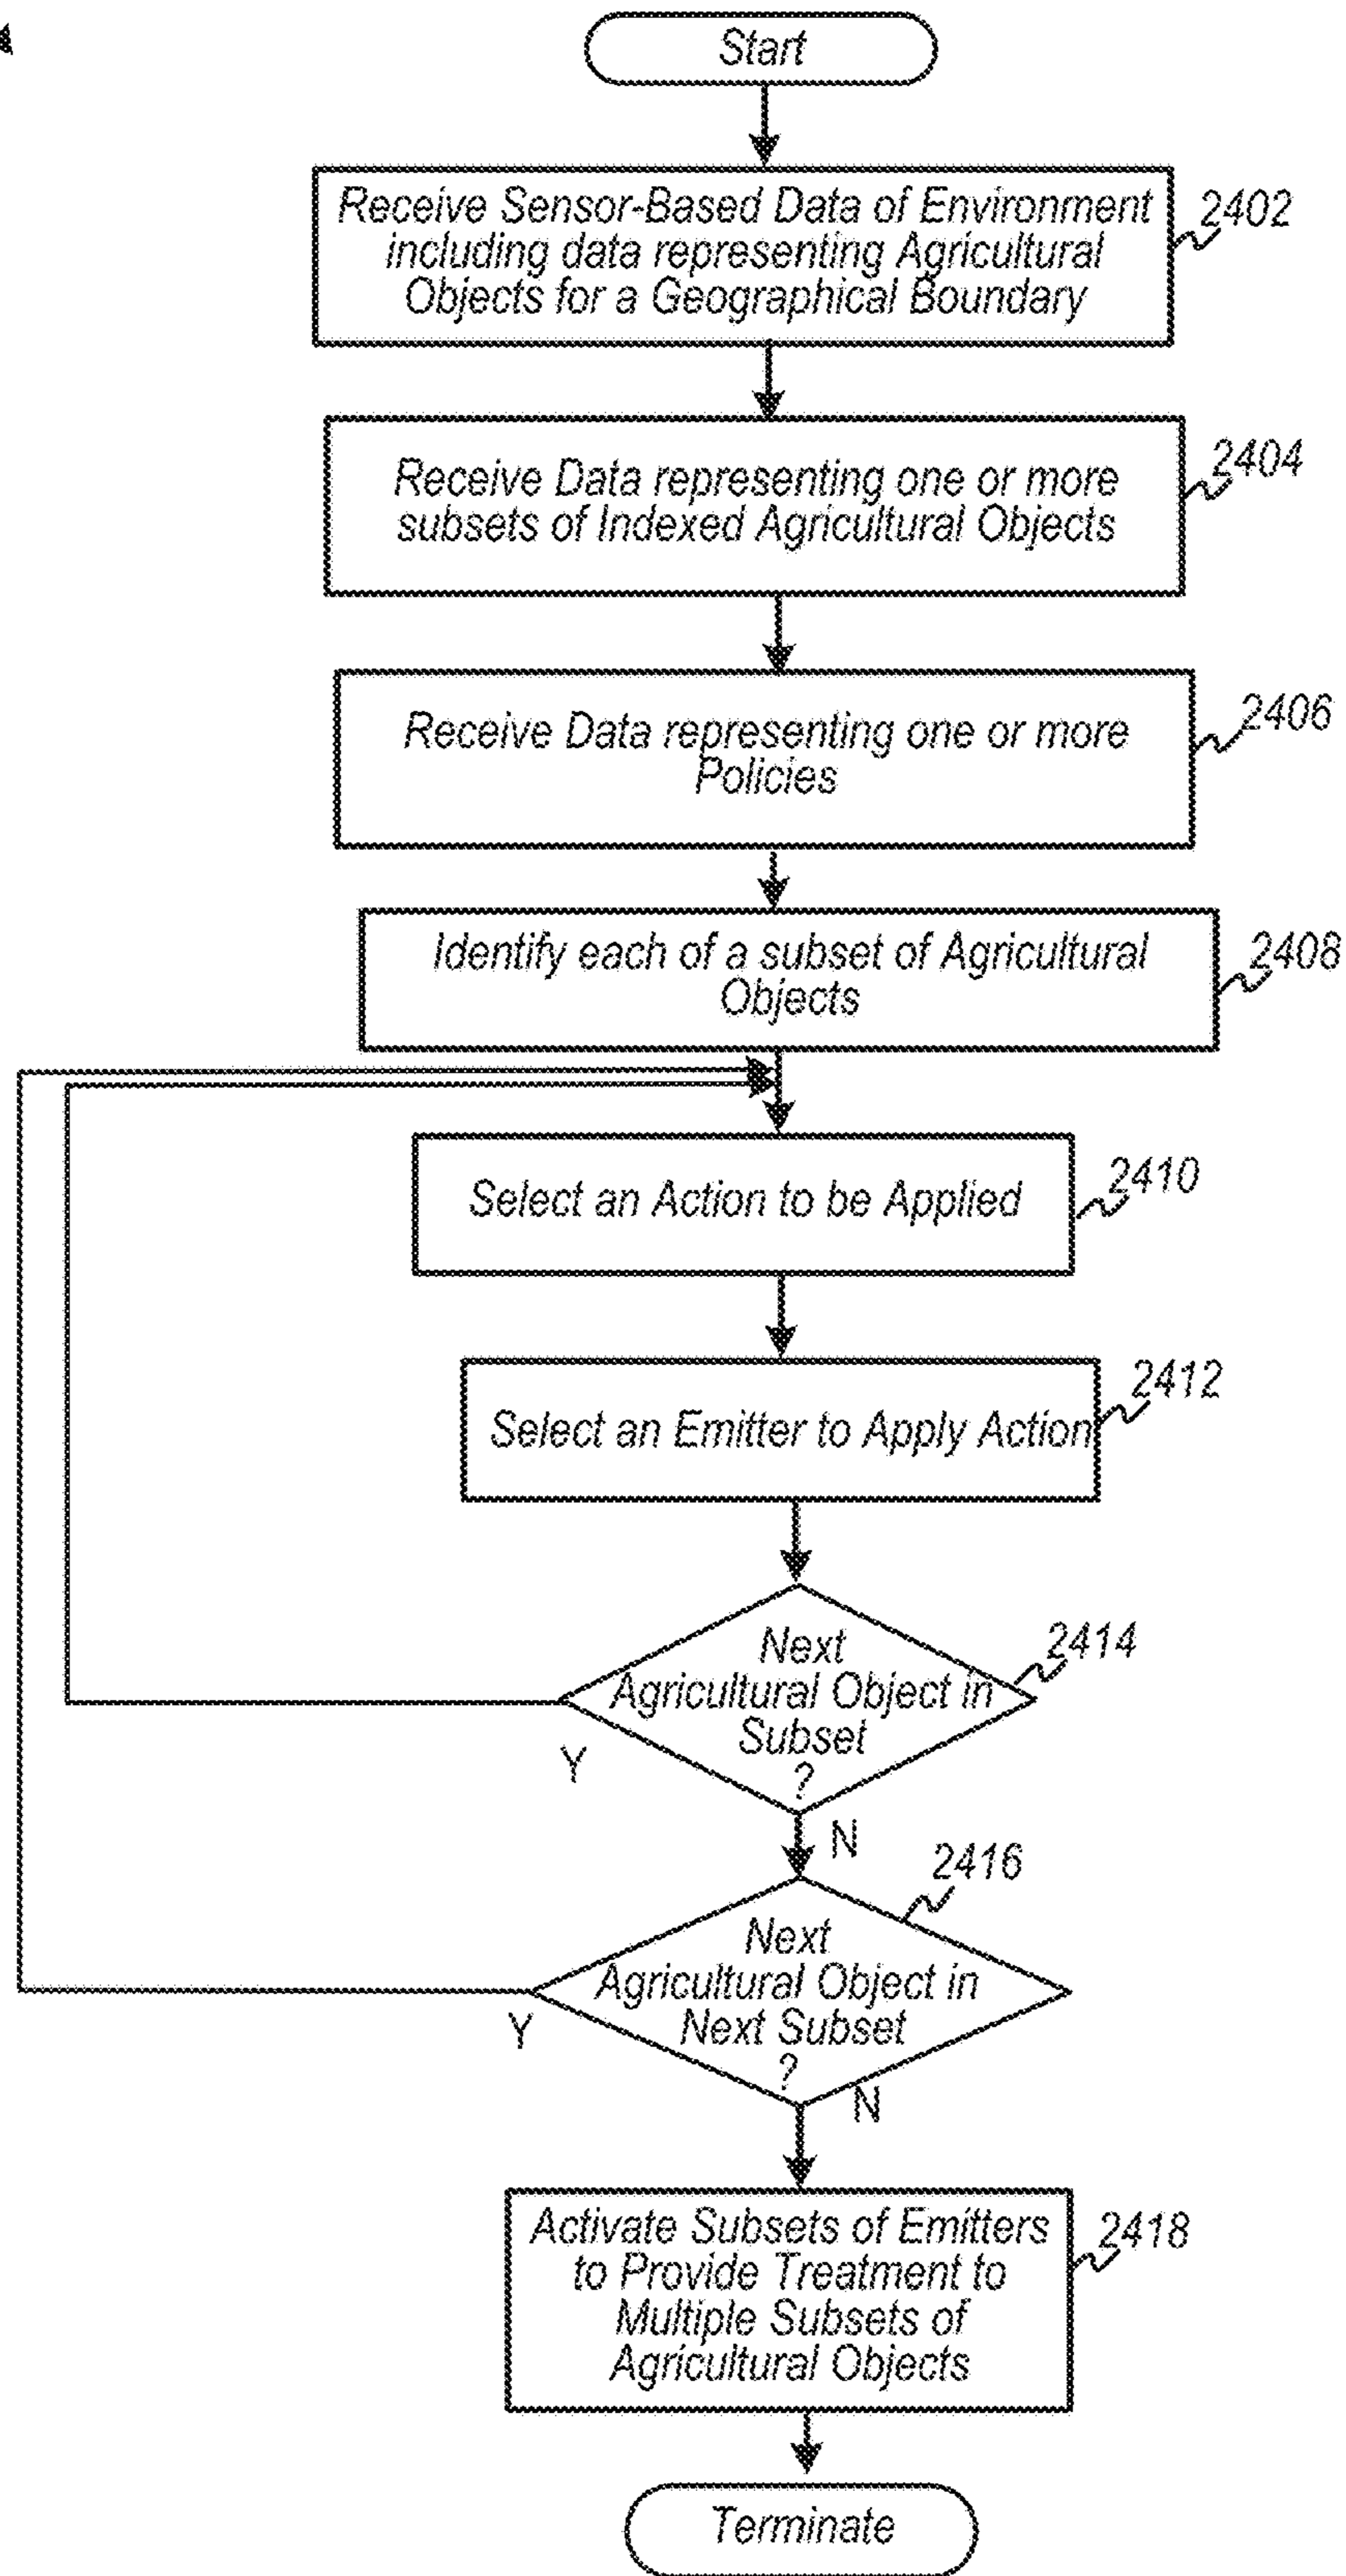 Start
Receive Sensor-Based Data of Environment
including data representing Agricultural
Objects for a Geographical Boundary
2402
Receive Data representing one or more
subsets of Indexed Agricultural Objects
2404
Receive Data representing one or more
Policies
2406
Identify each of a subset of Agricultural
Objects
2408
Select an Action to be Applied
2410
Select an Emitter to Apply Action
2412
Next
Agricultural Object in
Subset
?
2414
Y
N
Next
Agricultural Object in
Next Subset
?
2416
Y
N
Activate Subsets of Emitters
to Provide Treatment to
Multiple Subsets of
Agricultural Objects
2418
Terminate